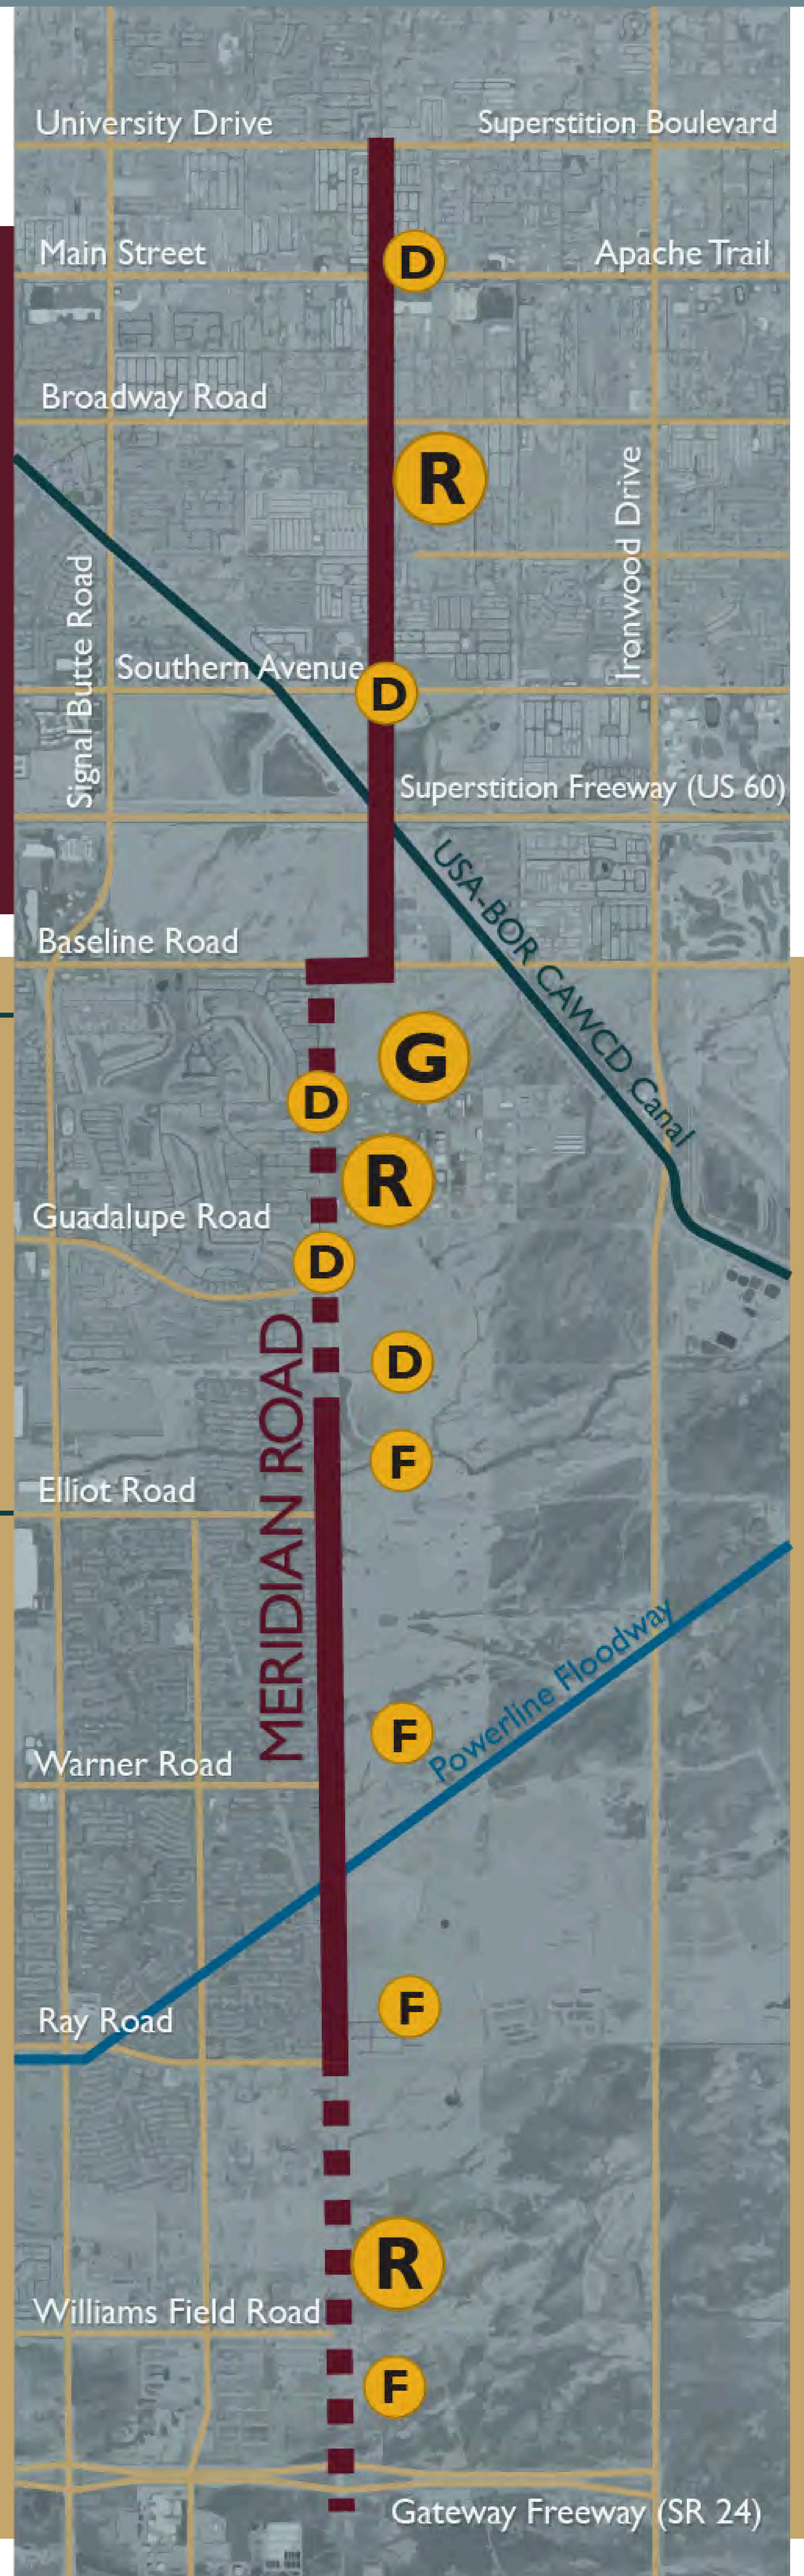 University Drive
Superstition Boulevard
Main Street
D
Apache Trail
Broadway Road
R
Ironwood Drive
Signal Butte Road
Southern Avenue
D
Superstition Freeway (US 60)
USA-BOR CAWCD Canal
Baseline Road
G
D
R
Guadalupe Road
D
MERIDIAN ROAD
D
F
Elliot Road
Powerline Floodway
F
Warner Road
F
Ray Road
R
Williams Field Road
F
Gateway Freeway (SR 24)